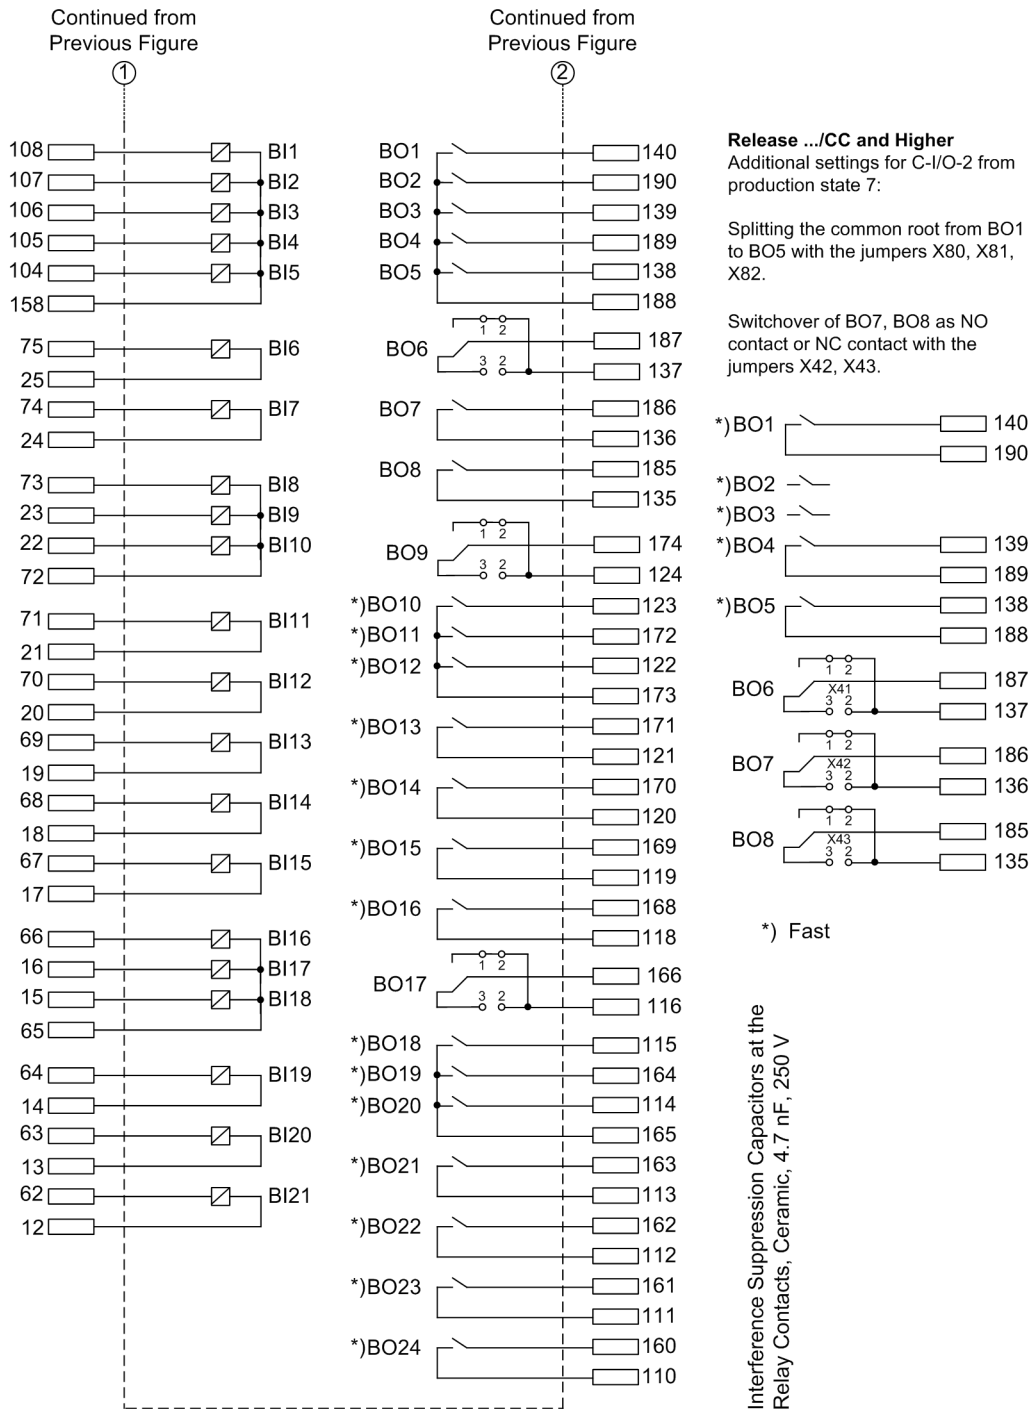 Continued from
Previous Figure
1
108 BI1
107 BI2
106 BI3
105 BI4
104 BI5
158
75 BI6
25
74 BI7
24
73 BI8
23 BI9
22 BI10
72
71 BI11
21
70 BI12
20
69 BI13
19
68 BI14
18
67 BI15
17
66 BI16
16 BI17
15 BI18
65
64 BI19
14
63 BI20
13
62 BI21
12
Continued from
Previous Figure
2
BO1 140
BO2 190
BO3 139
BO4 189
BO5 138
188
1 2
BO6 187
3 2
137
BO7 186
136
BO8 185
135
1 2
BO9 174
3 2
124
*)BO10 123
*)BO11 172
*)BO12 122
173
*)BO13 171
121
*)BO14 170
120
*)BO15 169
119
*)BO16 168
118
1 2
BO17 166
3 2
116
*)BO18 115
*)BO19 164
*)BO20 114
165
*)BO21 163
113
*)BO22 162
112
*)BO23 161
111
*)BO24 160
110
Release .../CC and Higher
Additional settings for C-I/O-2 from
production state 7:
Splitting the common root from BO1
to BO5 with the jumpers X80, X81,
X82.
Switchover of BO7, BO8 as NO
contact or NC contact with the
jumpers X42, X43.
*)BO1 140
190
*)BO2
*)BO3
*)BO4 139
189
*)BO5 138
188
1 2
BO6 X41 187
3 2
137
1 2
BO7 X42 186
3 2
136
1 2
BO8 X43 185
3 2
135
*) Fast
Interference Suppression Capacitors at the
Relay Contacts, Ceramic, 4.7 nF, 250 V